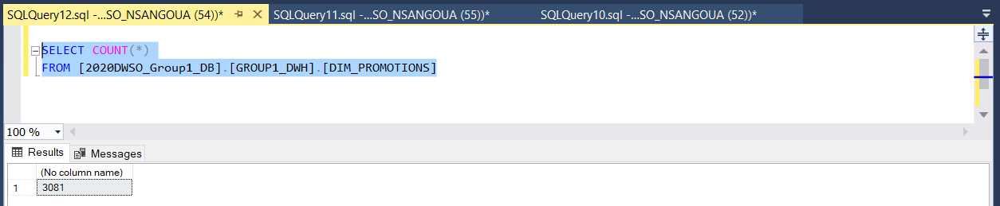 SQLQuery12.sql -...SO_NSANGOUA (54))* SQLQuery11.sql -...SO_NSANGOUA (55))* SQLQuery10.sql -...SO_NSANGOUA (52))*
SELECT COUNT(*)
FROM [2020DWSO_Group1_DB].[GROUP1_DWH].[DIM_PROMOTIONS]
100 %
Results Messages
(No column name)
1 3081